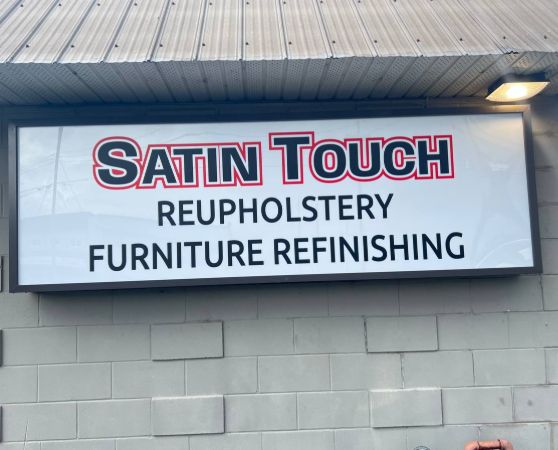 SATIN TOUCH
REUPHOLSTERY
FURNITURE REFINISHING